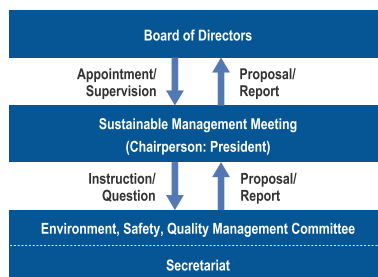 Board of Directors
Appointment/
Supervision
Proposal/
Report
Sustainable Management Meeting
(Chairperson: President)
Instruction/
Question
Proposal/
Report
Environment, Safety, Quality Management Committee
Secretariat